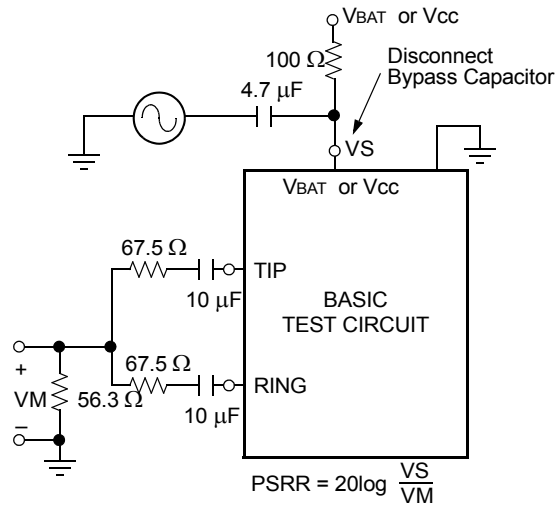 VBAT or Vcc
100 Ω
Disconnect
Bypass Capacitor
4.7 μF
VS
VBAT or Vcc
67.5 Ω
TIP
10 μF
BASIC
TEST CIRCUIT
67.5 Ω
RING
+
VM
56.3 Ω
10 μF
–
PSRR = 20log VS
VM